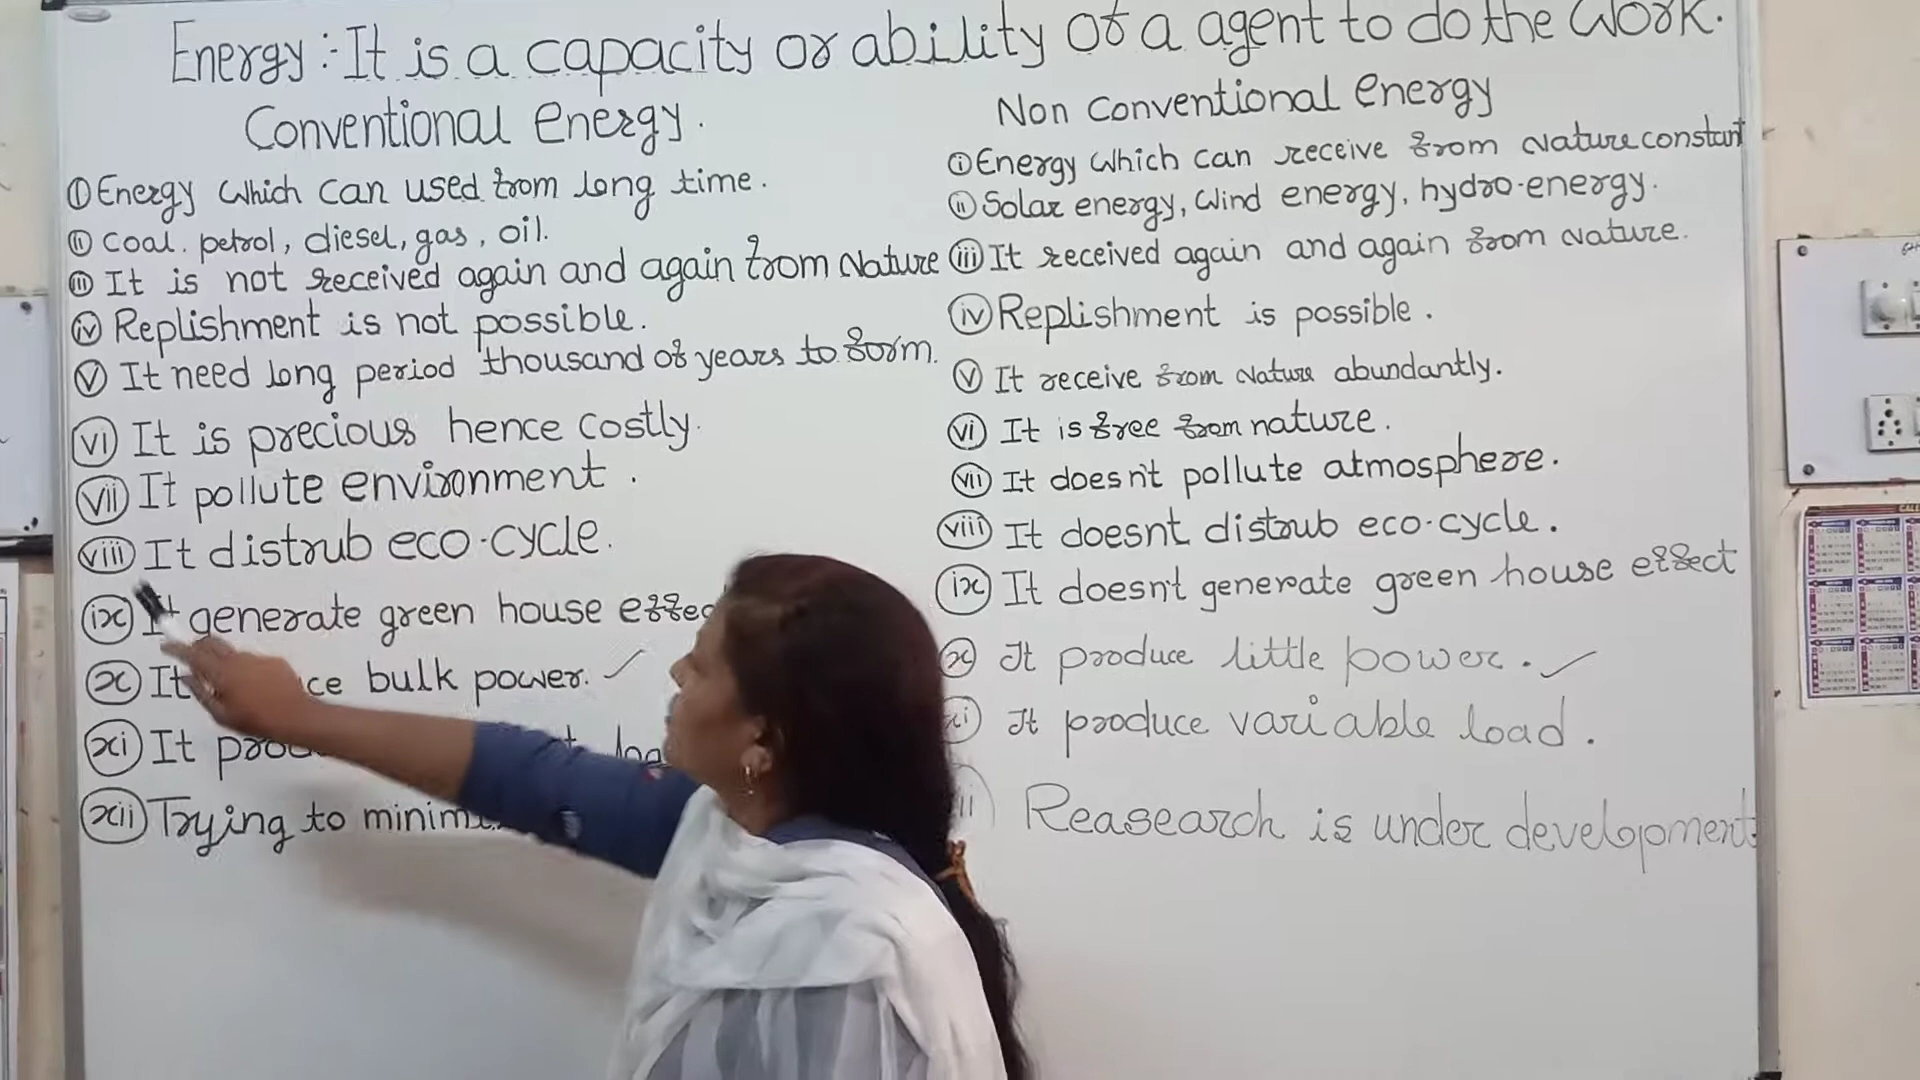 Energy :- It is a capacity or ability of a agent to do the work.
Conventional energy.
(i) Energy which can used from long time.
(ii) coal. petrol, diesel, gas, oil.
(iii) It is not received again and again from Nature
(iv) Replishment is not possible.
(v) It need long period thousand of years to form.
(vi) It is precious hence costly.
(vii) It pollute environment.
(viii) It distrub eco-cycle.
(ix) It generate green house
(x) It bulk power. ✓
(xi) It
(xii) Trying to
Non conventional energy
(i) Energy which can receive from Nature constant
(ii) Solar energy, wind energy, hydro-energy.
(iii) It received again and again from Nature.
(iv) Replishment is possible.
(v) It receive from Nature abundantly.
(vi) It is free from nature.
(vii) It doesn't pollute atmosphere.
(viii) It doesnt distrub eco-cycle.
(ix) It doesn't generate green house effect
(x) It produce little power. ✓
(xi) It produce variable load.
Reasearch is under development